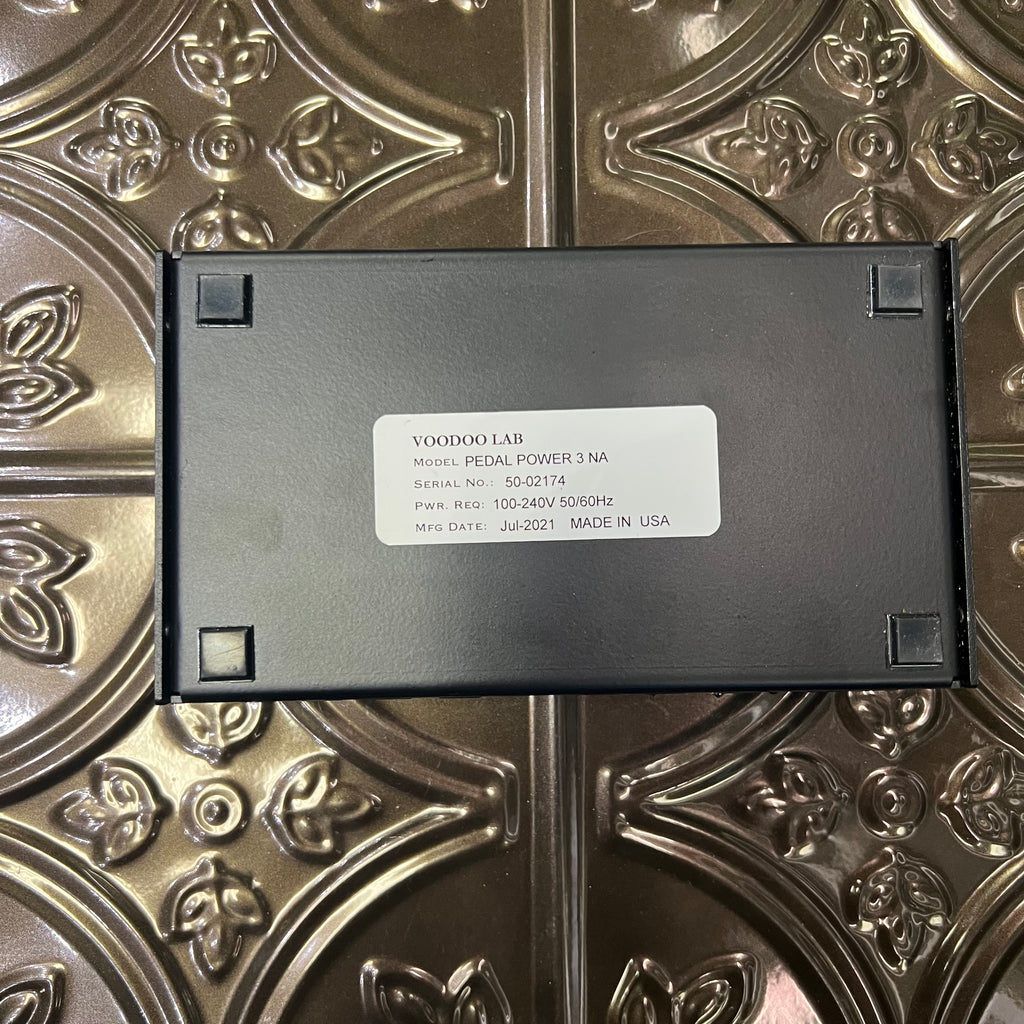 VOODOO LAB
MODEL PEDAL POWER 3 NA
SERIAL NO.: 50-02174
PWR. REQ: 100-240V 50/60Hz
MFG DATE: Jul-2021 MADE IN USA